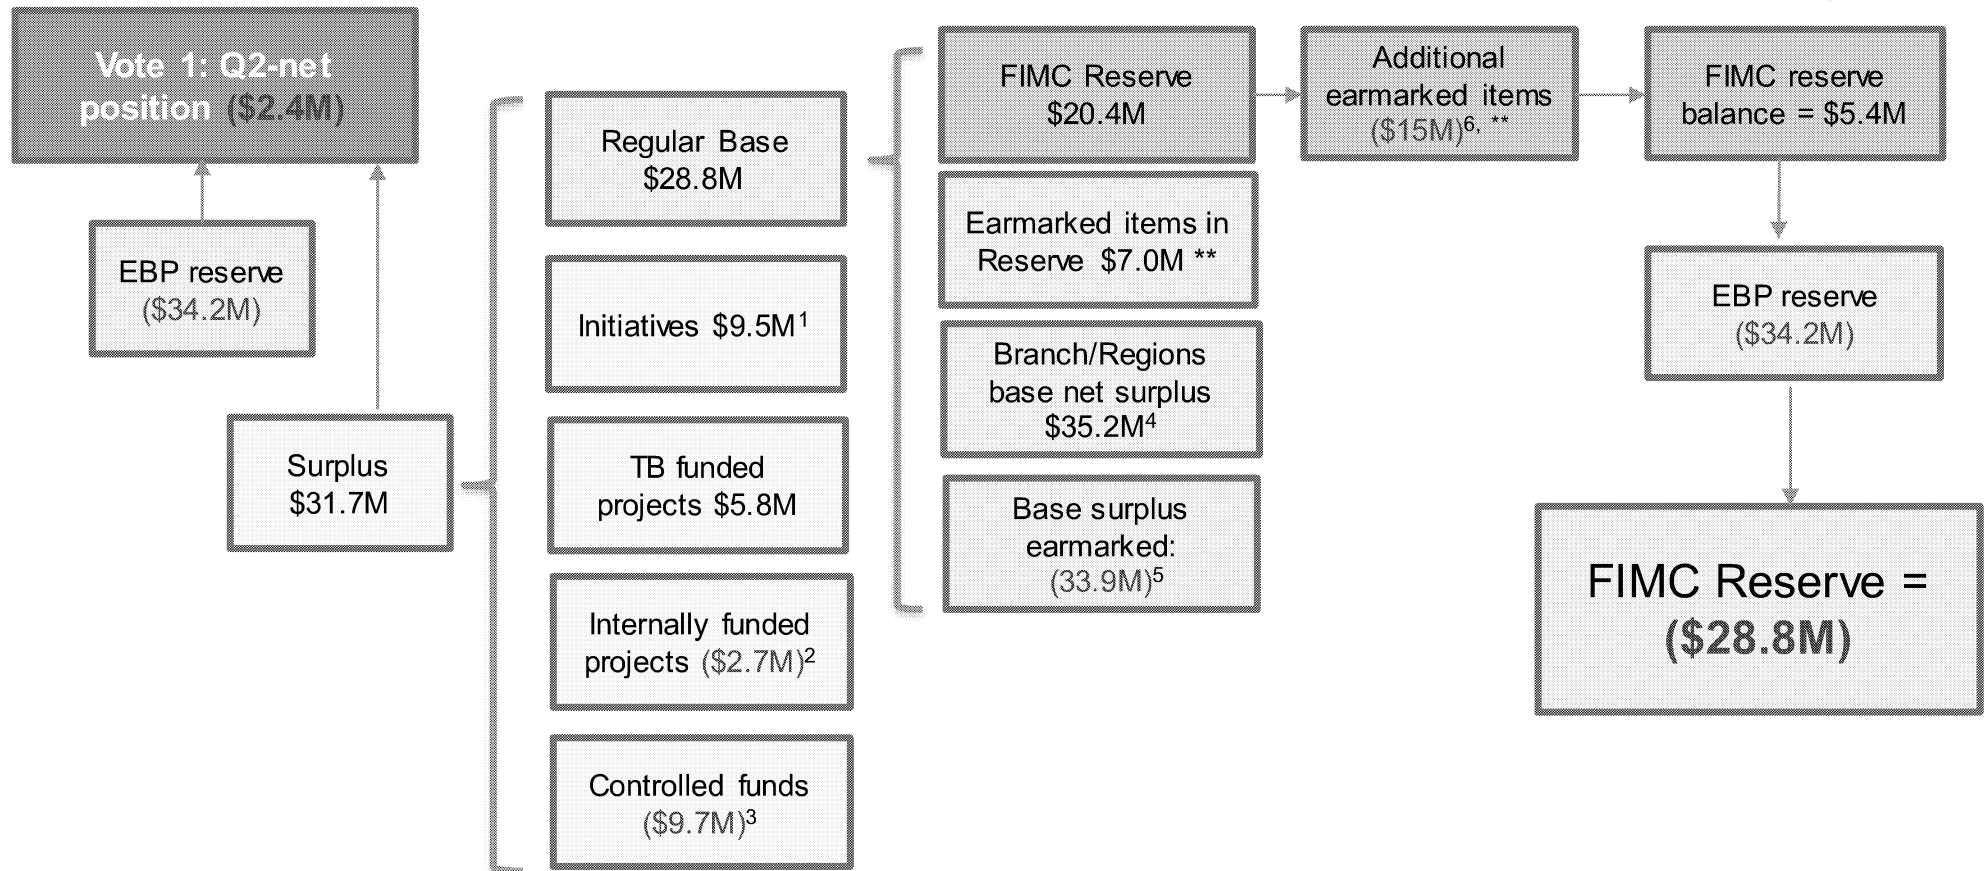 Vote 1: Q2-net
position ($2.4M)
EBP reserve
($34.2M)
Surplus
$31.7M
Regular Base
$28.8M
Initiatives $9.5M1
TB funded
projects $5.8M
Internally funded
projects ($2.7M)2
Controlled funds
($9.7M)3
FIMC Reserve
$20.4M
Earmarked items in
Reserve $7.0M **
Branch/Regions
base net surplus
$35.2M4
Base surplus
earmarked:
(33.9M)5
Additional
earmarked items
($15M)6, **
FIMC reserve
balance = $5.4M
EBP reserve
($34.2M)
FIMC Reserve =
($28.8M)